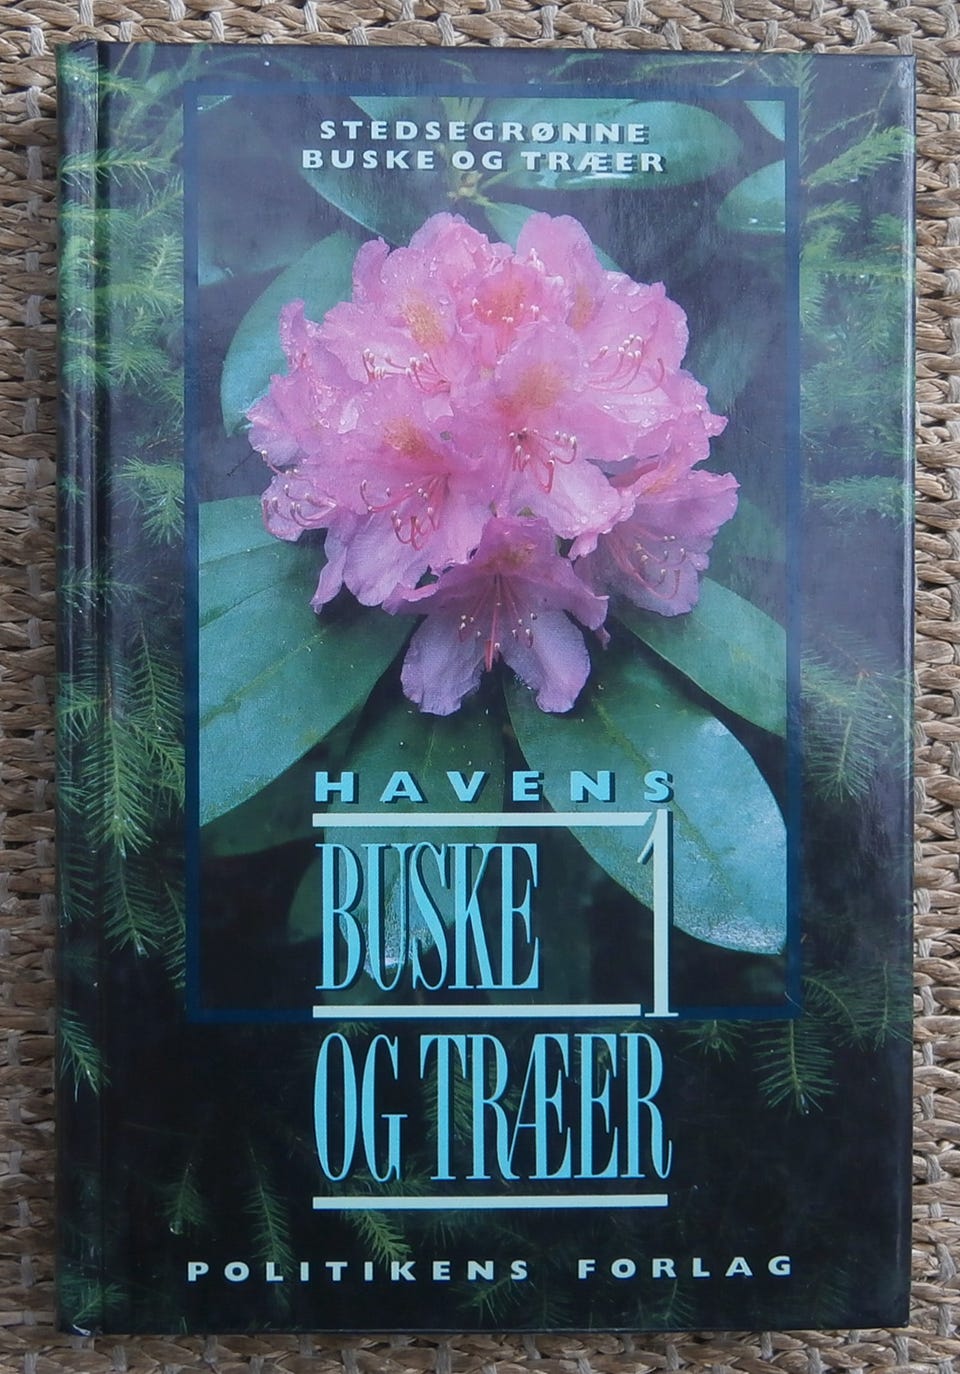 STEDSEGRØNNE
BUSKE OG TRÆER
HAVENS
BUSKE 1
OG TRÆER
POLITIKENS FORLAG